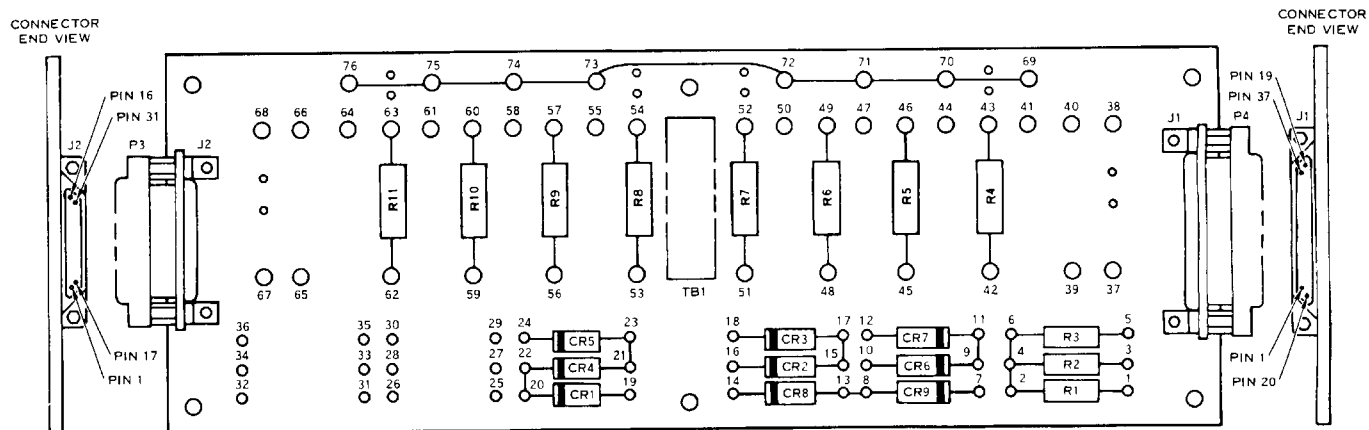 CONNECTOR
END VIEW
CONNECTOR
END VIEW
76 75 74 73 72 71 70 69
PIN 16
PIN 31
PIN 19
PIN 37
J2 P3 J2
J1 P4 J1
68 66 64 63 61 60 58 57 55 54 52 50 49 47 46 44 43 41 40 38
R11 R10 R9 R8 R7 R6 R5 R4
67 65 62 59 56 53 TB1 51 48 45 42 39 37
36 35 30 29 24 CR5 23 18 CR3 17 12 CR7 11 6 R3 5
34 33 28 27 22 CR4 21 16 CR2 15 10 CR6 9 4 R2 3
32 31 26 25 20 CR1 19 14 CR8 13 8 CR9 7 2 R1 1
PIN 17
PIN 1
PIN 1
PIN 20